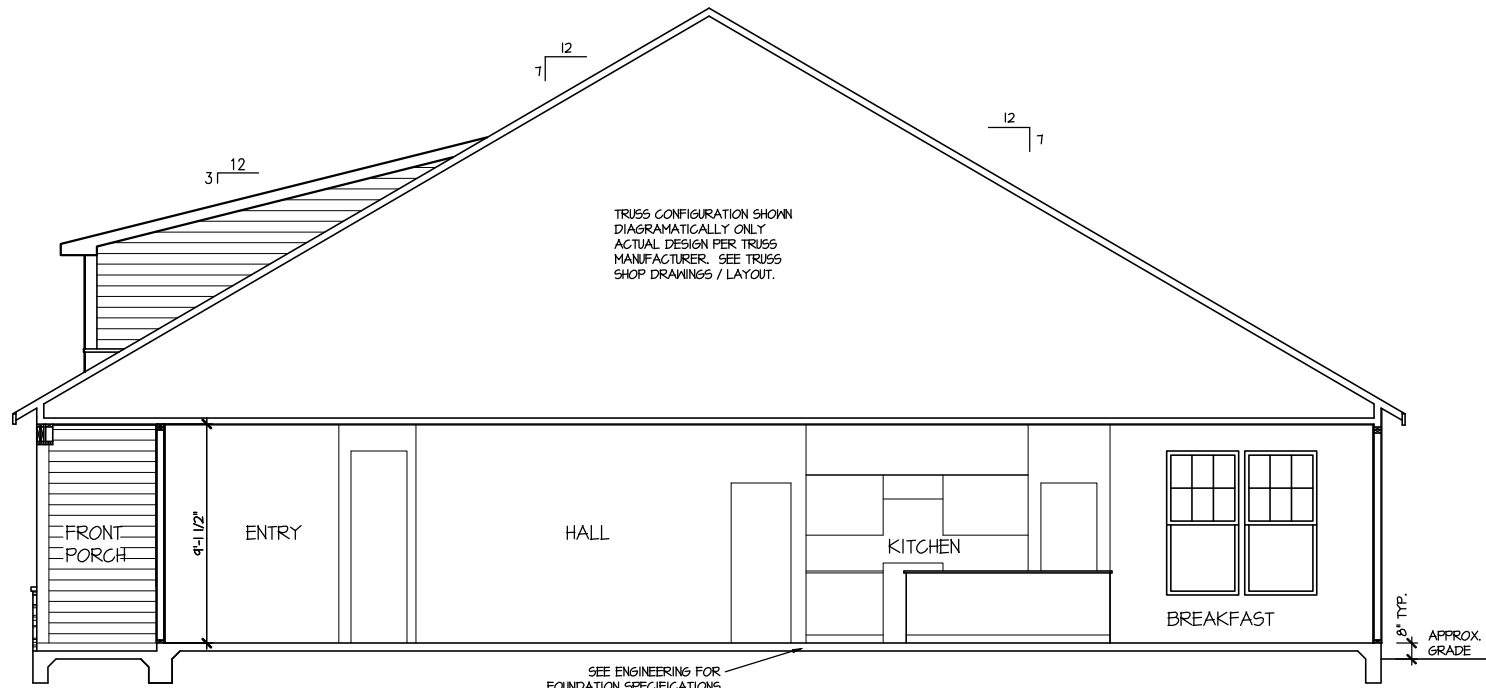 12
7
12
7
12
3
TRUSS CONFIGURATION SHOWN
DIAGRAMATICALLY ONLY
ACTUAL DESIGN PER TRUSS
MANUFACTURER. SEE TRUSS
SHOP DRAWINGS / LAYOUT.
FRONT
PORCH
9'-1 1/2"
ENTRY
HALL
KITCHEN
BREAKFAST
8" TYP.
APPROX.
GRADE
SEE ENGINEERING FOR
FOUNDATION SPECIFICATIONS